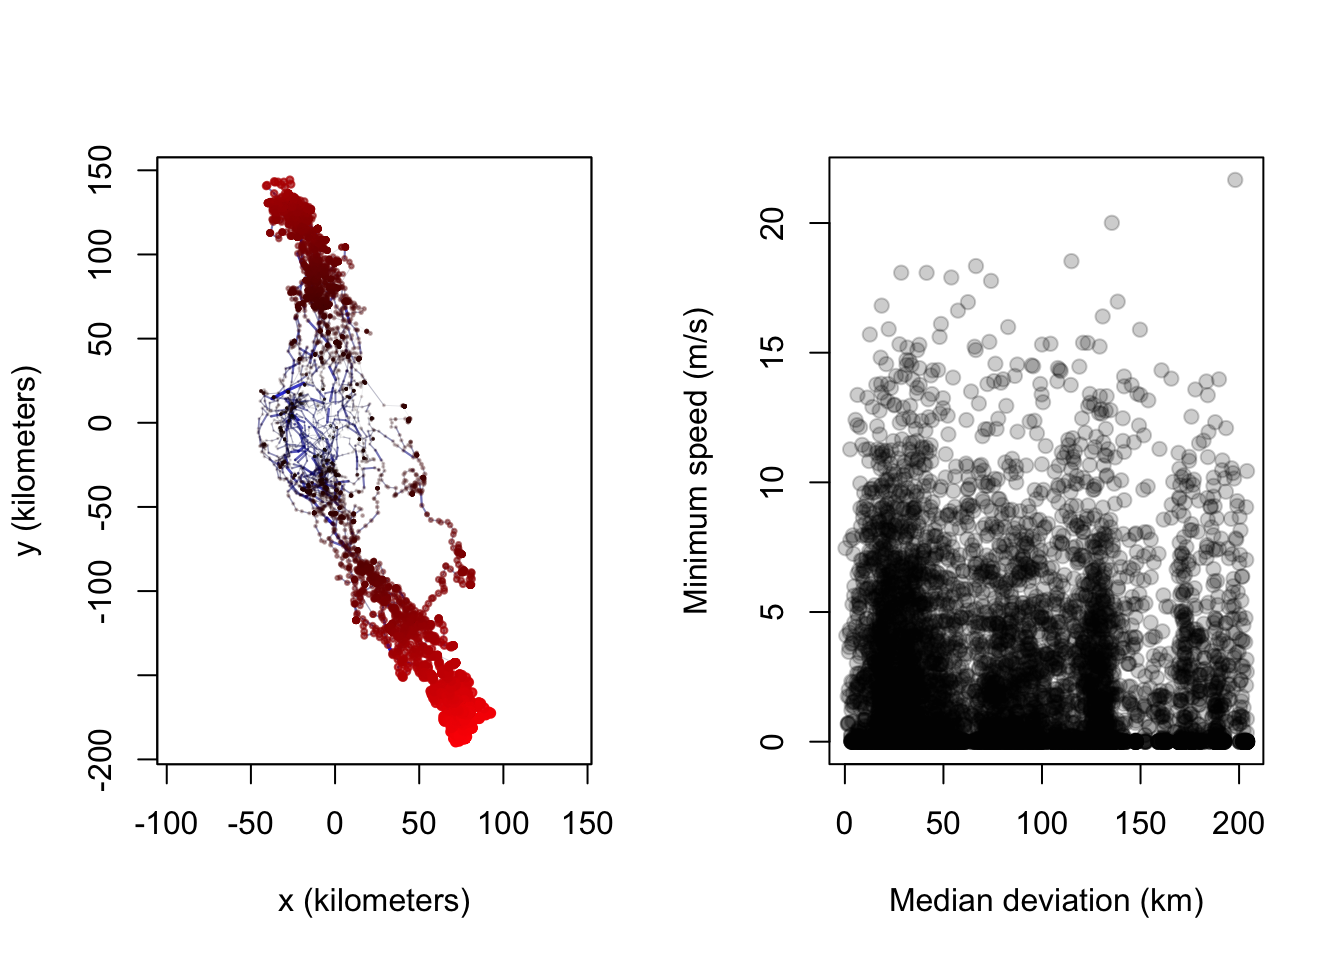 150
100
50
0
-50
-100
-200
y (kilometers)
-100 -50 0 50 100 150
x (kilometers)
20
15
10
5
0
Minimum speed (m/s)
0 50 100 150 200
Median deviation (km)